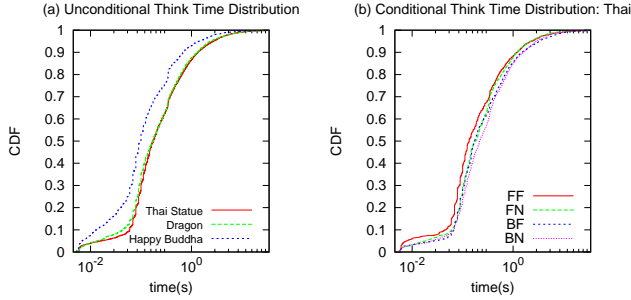 (a) Unconditional Think Time Distribution
CDF
1
0.9
0.8
0.7
0.6
0.5
0.4
0.3
0.2
0.1
0
Thai Statue
Dragon
Happy Buddha
10^-2
10^0
time(s)
(b) Conditional Think Time Distribution: Thai
CDF
1
0.9
0.8
0.7
0.6
0.5
0.4
0.3
0.2
0.1
0
FF
FN
BF
BN
10^-2
10^0
time(s)